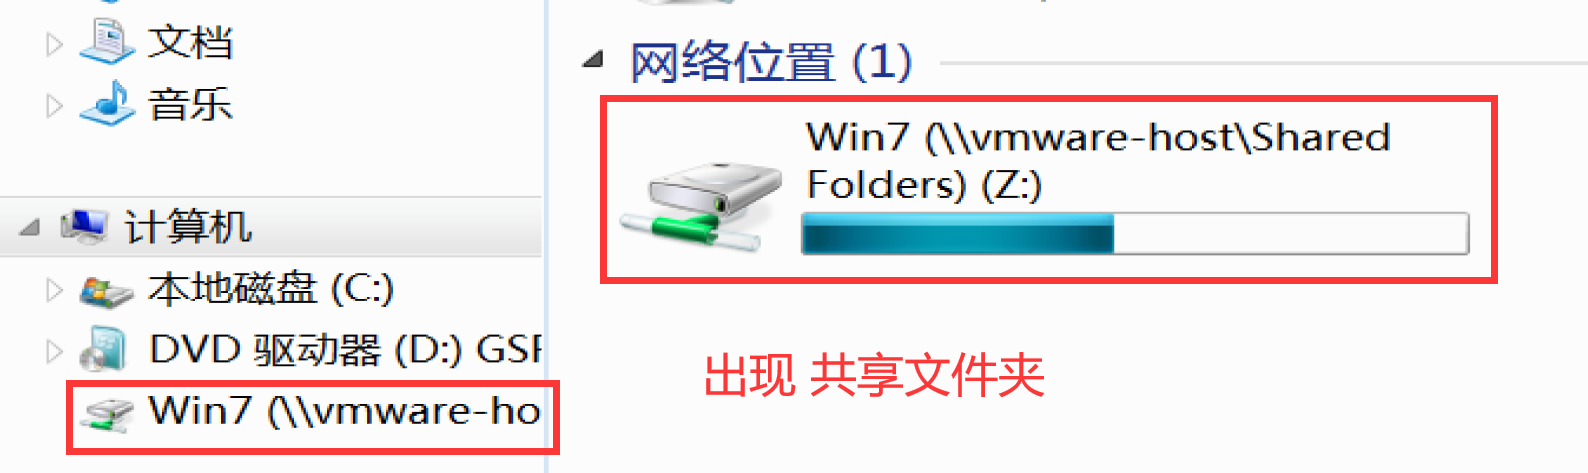 文档
音乐
计算机
本地磁盘 (C:)
DVD 驱动器 (D:) GSF
Win7 (\\vmware-ho
网络位置 (1)
Win7 (\\vmware-host\Shared
Folders) (Z:)
出现 共享文件夹